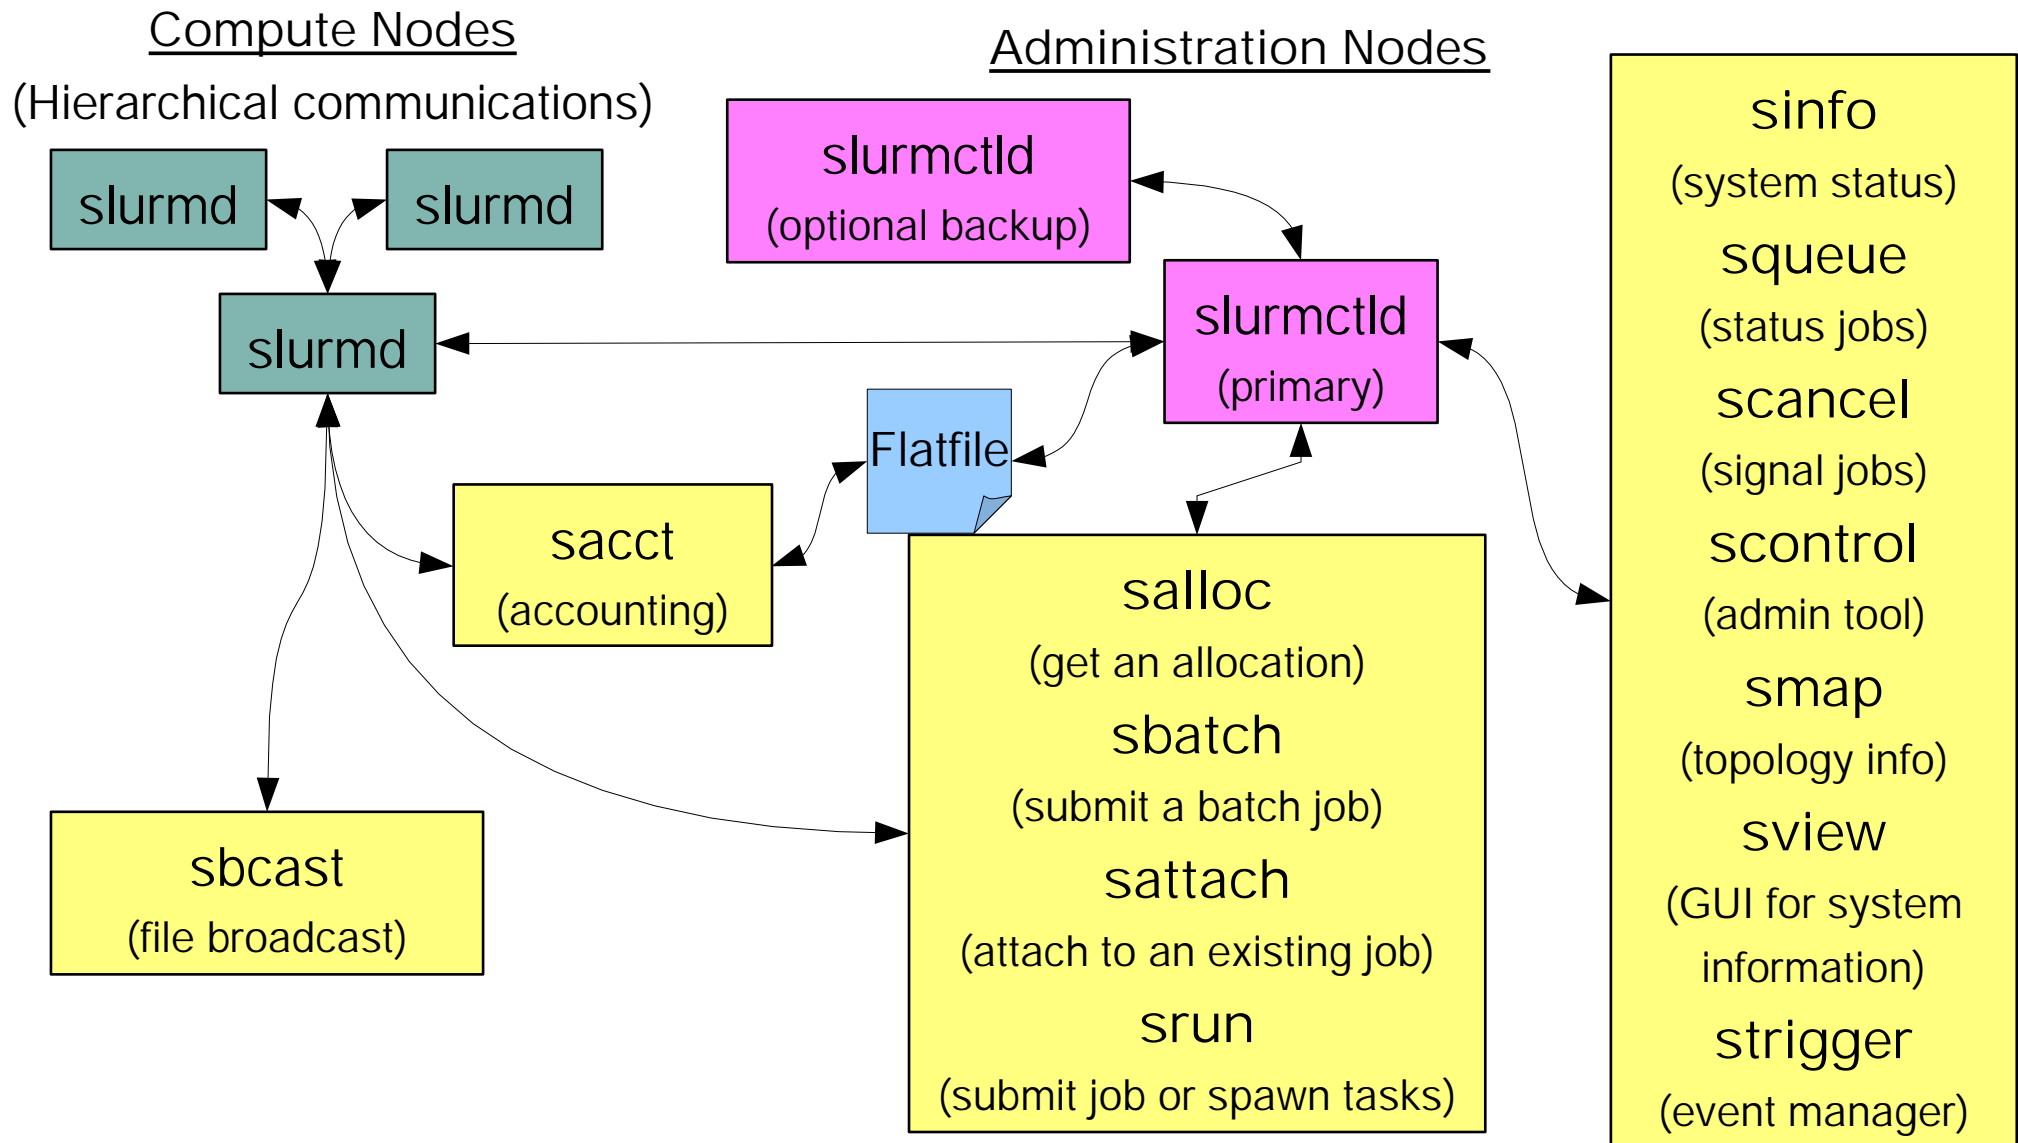 Compute Nodes
(Hierarchical communications)
slurmd
slurmd
slurmd
Administration Nodes
slurmctld
(optional backup)
slurmctld
(primary)
Flatfile
sacct
(accounting)
sbcast
(file broadcast)
salloc
(get an allocation)
sbatch
(submit a batch job)
sattach
(attach to an existing job)
srun
(submit job or spawn tasks)
sinfo
(system status)
squeue
(status jobs)
scancel
(signal jobs)
scontrol
(admin tool)
smap
(topology info)
sview
(GUI for system
information)
strigger
(event manager)